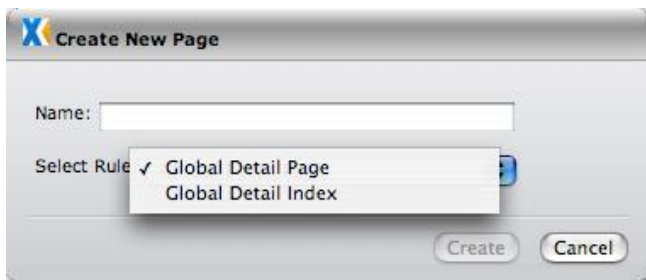 Create New Page
Name:
Select Rule
✓ Global Detail Page
Global Detail Index
Create Cancel